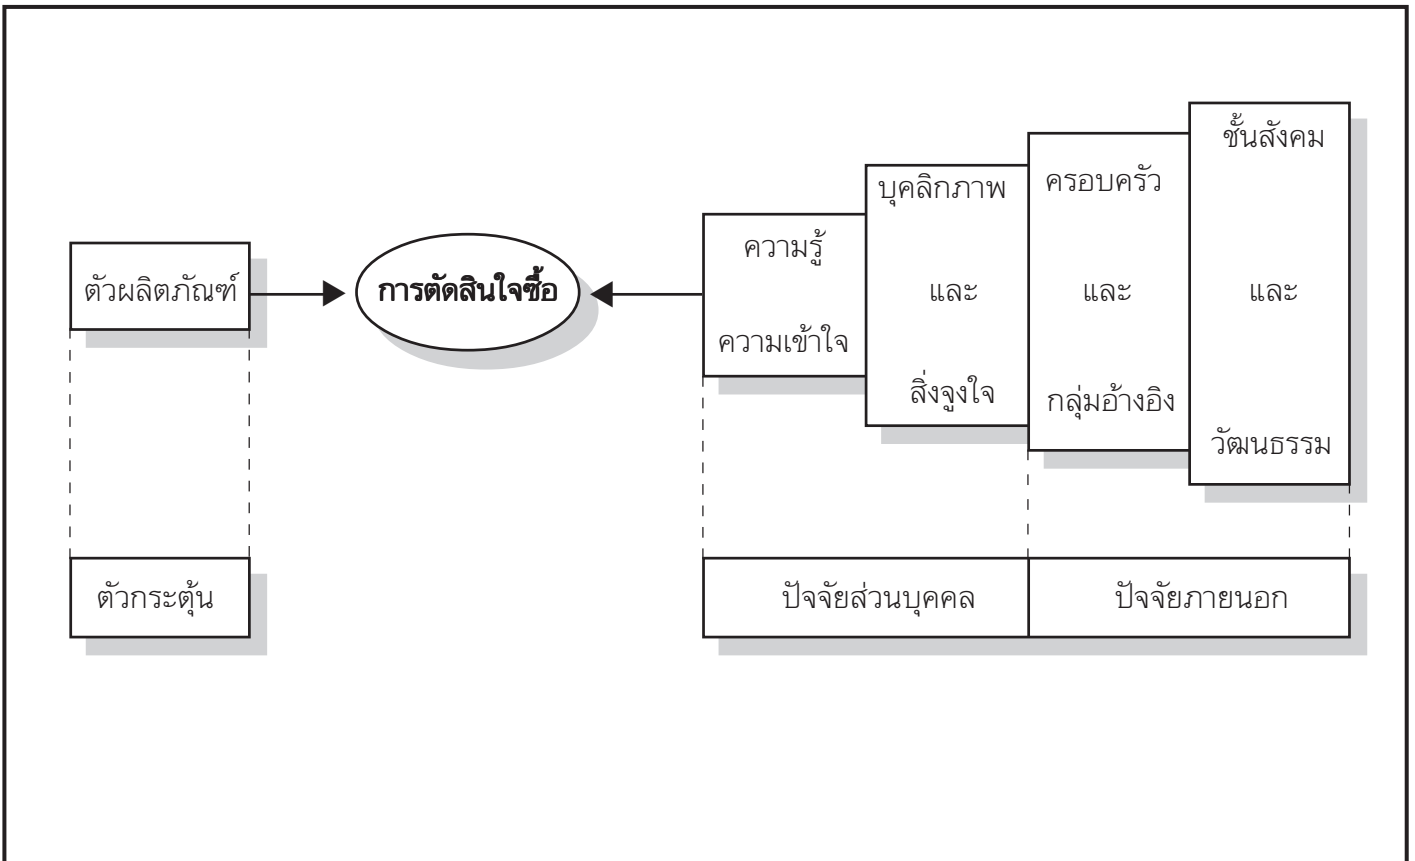 ตัวผลิตภัณฑ์
การตัดสินใจซื้อ
ความรู้
ความเข้าใจ
บุคลิกภาพ
และ
สิ่งจูงใจ
ครอบครัว
และ
กลุ่มอ้างอิง
ชั้นสังคม
และ
วัฒนธรรม
ตัวกระตุ้น
ปัจจัยส่วนบุคคล
ปัจจัยภายนอก